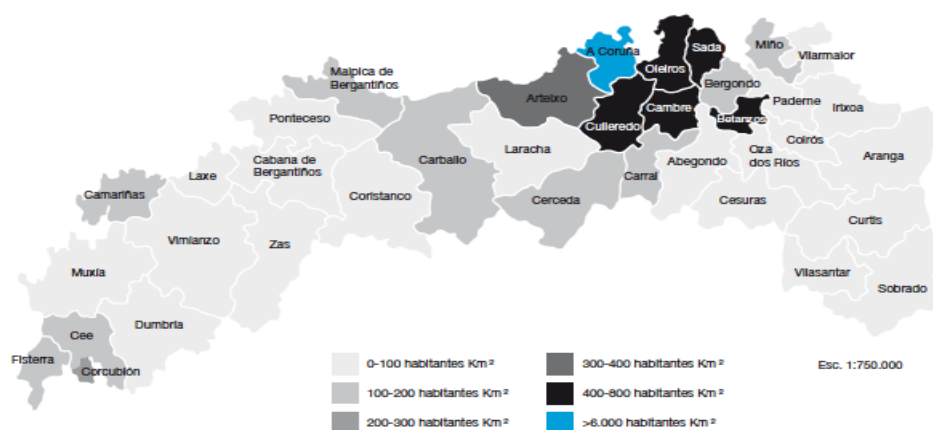 A Coruña
Sada
Miño
Vilarmaior
Oleiros
Malpica de
Bergantiños
Bergondo
Arteixo
Paderne
Irixoa
Cambre
Betanzos
Ponteceso
Culleredo
Laracha
Coirós
Oza
dos Ríos
Carballo
Abegondo
Aranga
Cabana de
Bergantiños
Laxe
Carral
Camariñas
Coristanco
Cerceda
Cesuras
Curtis
Vimianzo
Zas
Muxía
Vilasantar
Sobrado
Dumbría
Cee
Fisterra
Corcubión
0-100 habitantes Km²
300-400 habitantes Km²
Esc. 1:750.000
100-200 habitantes Km²
400-800 habitantes Km²
200-300 habitantes Km²
>6.000 habitantes Km²